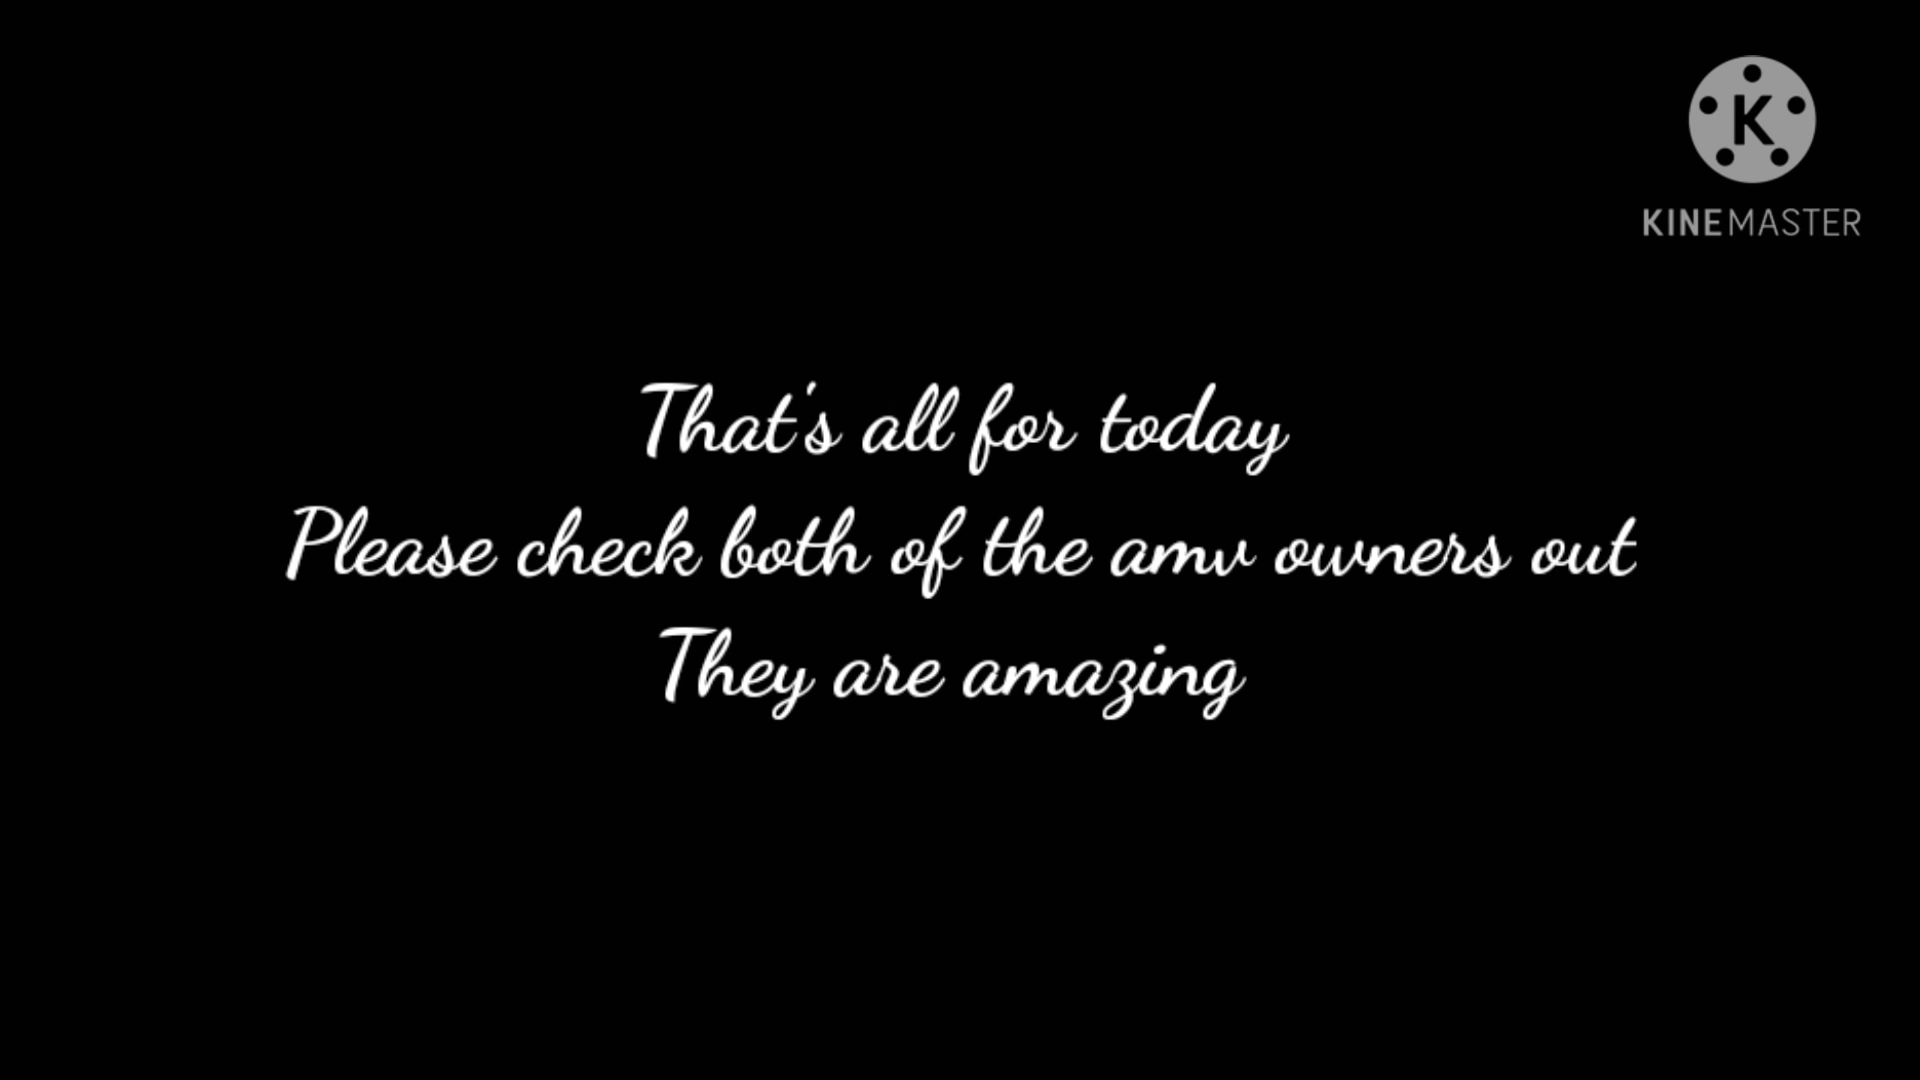 K
KINEMASTER
That's all for today
Please check both of the amv owners out
They are amazing